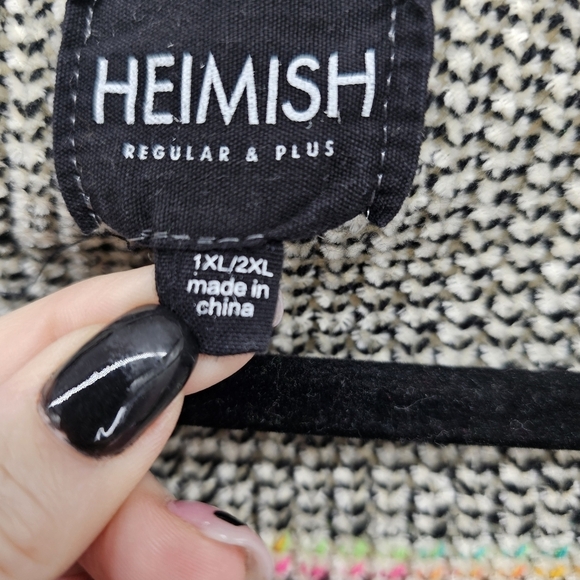 HEIMISH
REGULAR & PLUS
1XL/2XL
made in
china